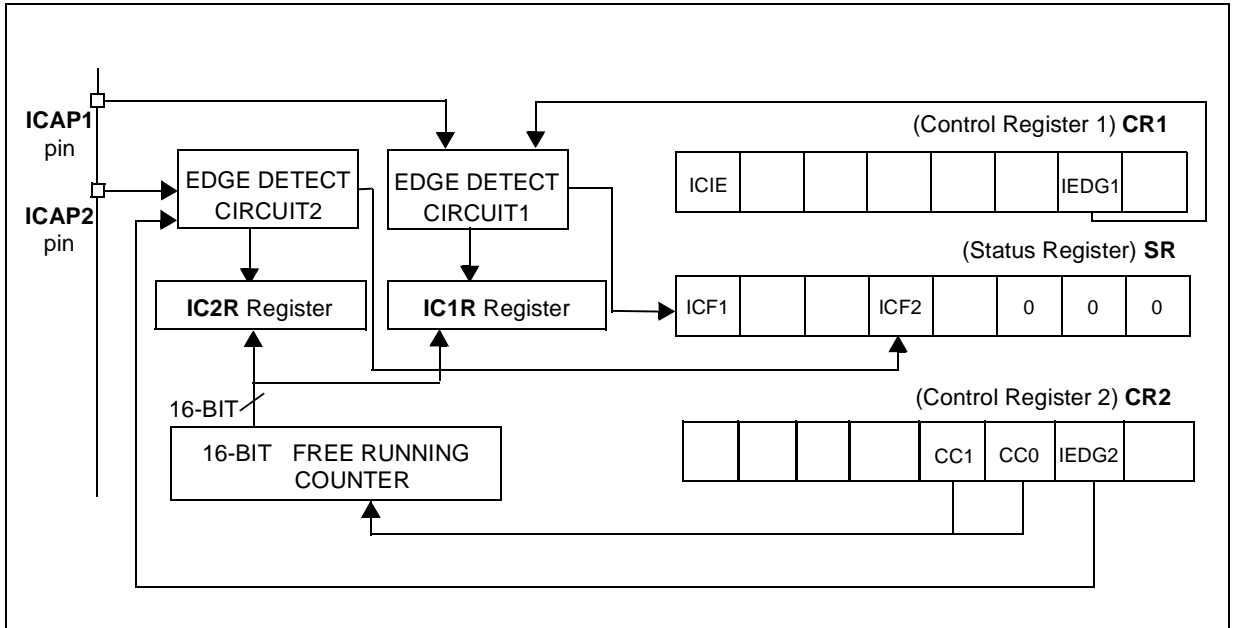 ICAP1
pin
ICAP2
pin
EDGE DETECT
CIRCUIT2
EDGE DETECT
CIRCUIT1
IC2R Register
IC1R Register
16-BIT
16-BIT FREE RUNNING
COUNTER
(Control Register 1) CR1
ICIE IEDG1
(Status Register) SR
ICF1 ICF2 0 0 0
(Control Register 2) CR2
CC1 CC0 IEDG2